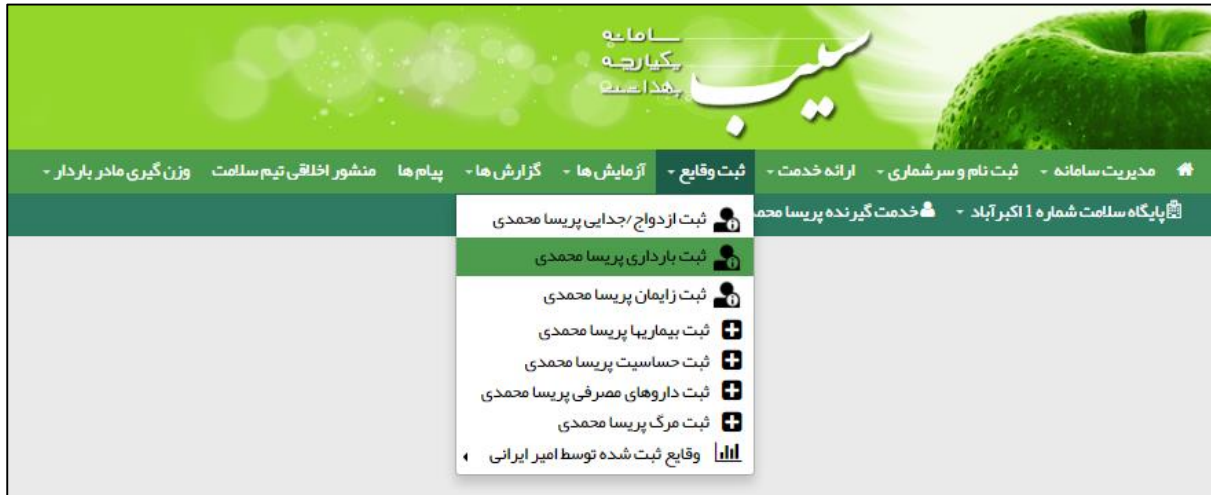 سامانه
یکپارچه
بهداشت
سیب
مدیریت سامانه ثبت نام و سرشماری ارائه خدمت ثبت وقایع آزمایش ها گزارش ها پیام ها منشور اخلاقی تیم سلامت وزن گیری مادر باردار
پایگاه سلامت شماره 1 اکبرآباد خدمت گیرنده پریسا محمد
ثبت ازدواج/جدایی پریسا محمدی
ثبت بارداری پریسا محمدی
ثبت زایمان پریسا محمدی
ثبت بیماریها پریسا محمدی
ثبت حساسیت پریسا محمدی
ثبت داروهای مصرفی پریسا محمدی
ثبت مرگ پریسا محمدی
وقایع ثبت شده توسط امیر ایرانی